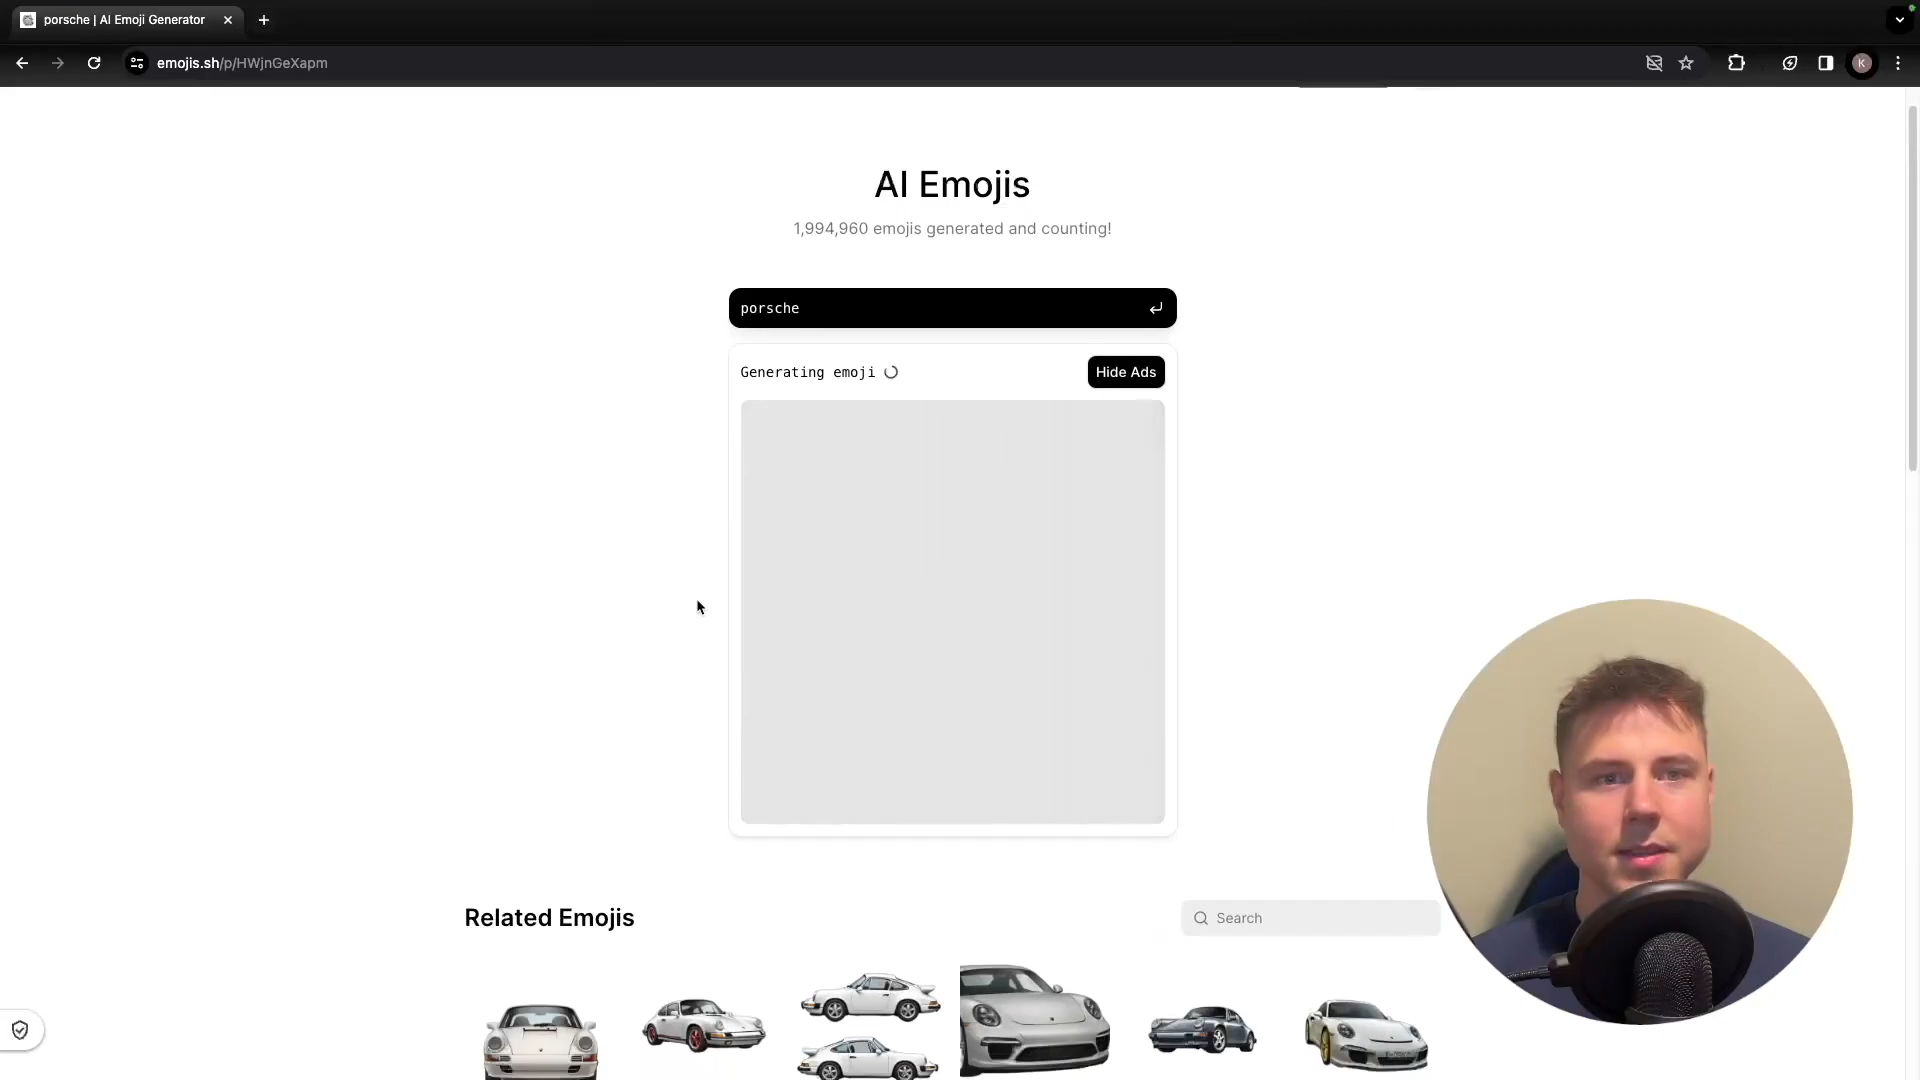 porsche | AI Emoji Generator
emojis.sh/p/HWjnGeXapm
K
AI Emojis
1,994,960 emojis generated and counting!
porsche
Generating emoji
Hide Ads
Related Emojis
Search